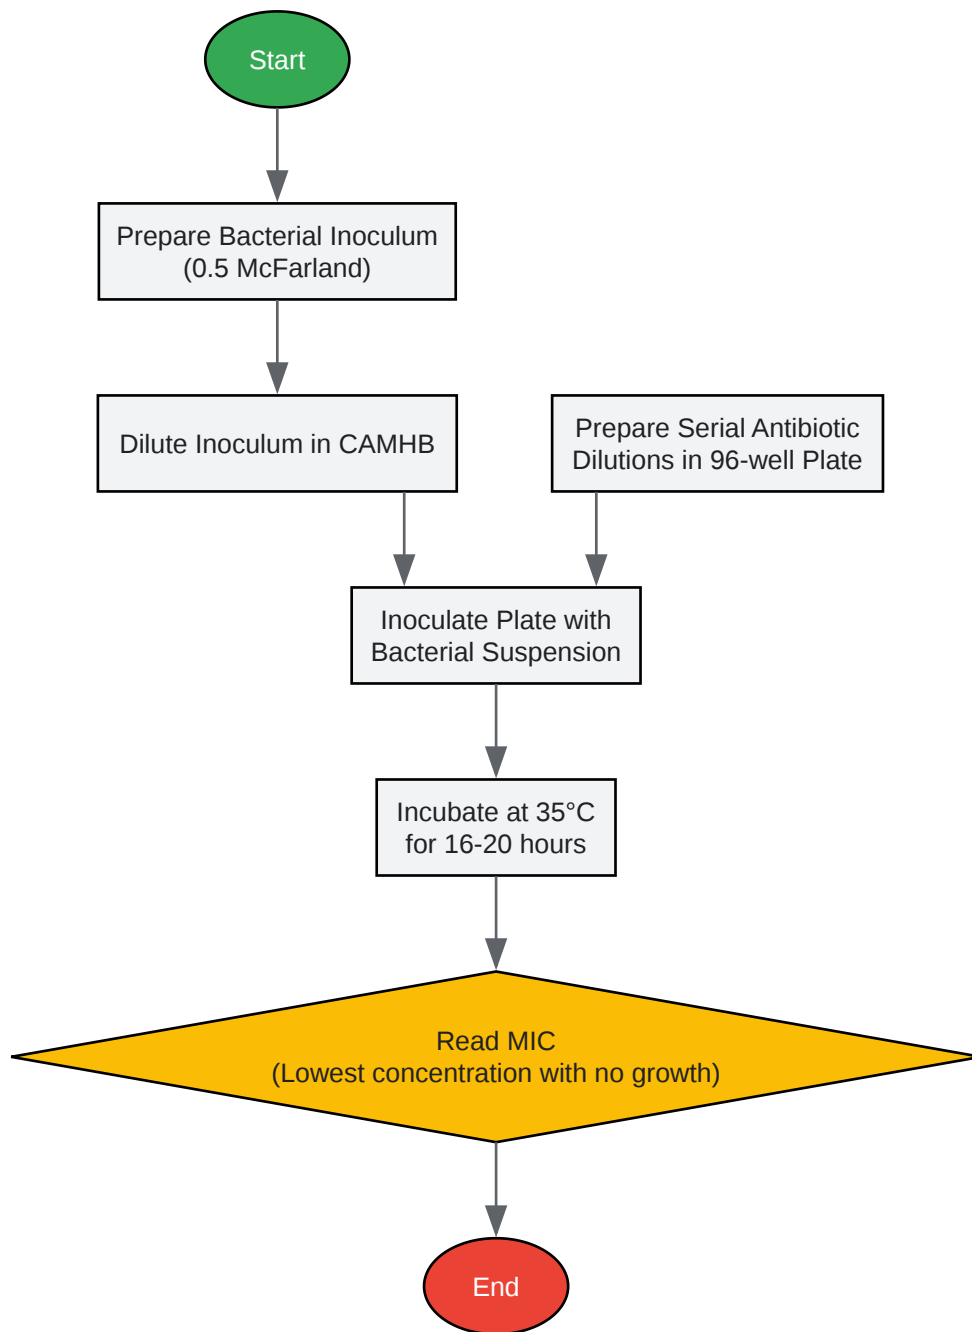 Start
Prepare Bacterial Inoculum
(0.5 McFarland)
Dilute Inoculum in CAMHB
Prepare Serial Antibiotic
Dilutions in 96-well Plate
Inoculate Plate with
Bacterial Suspension
Incubate at 35°C
for 16-20 hours
Read MIC
(Lowest concentration with no growth)
End